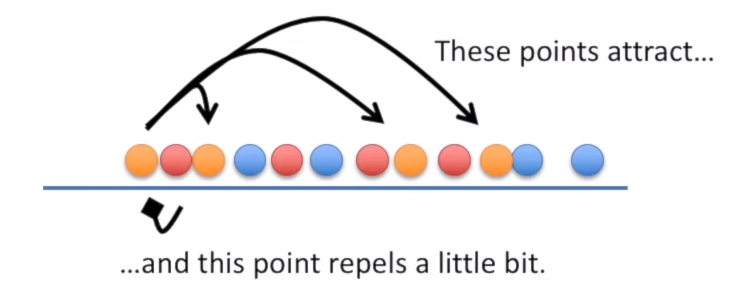 These points attract...
...and this point repels a little bit.